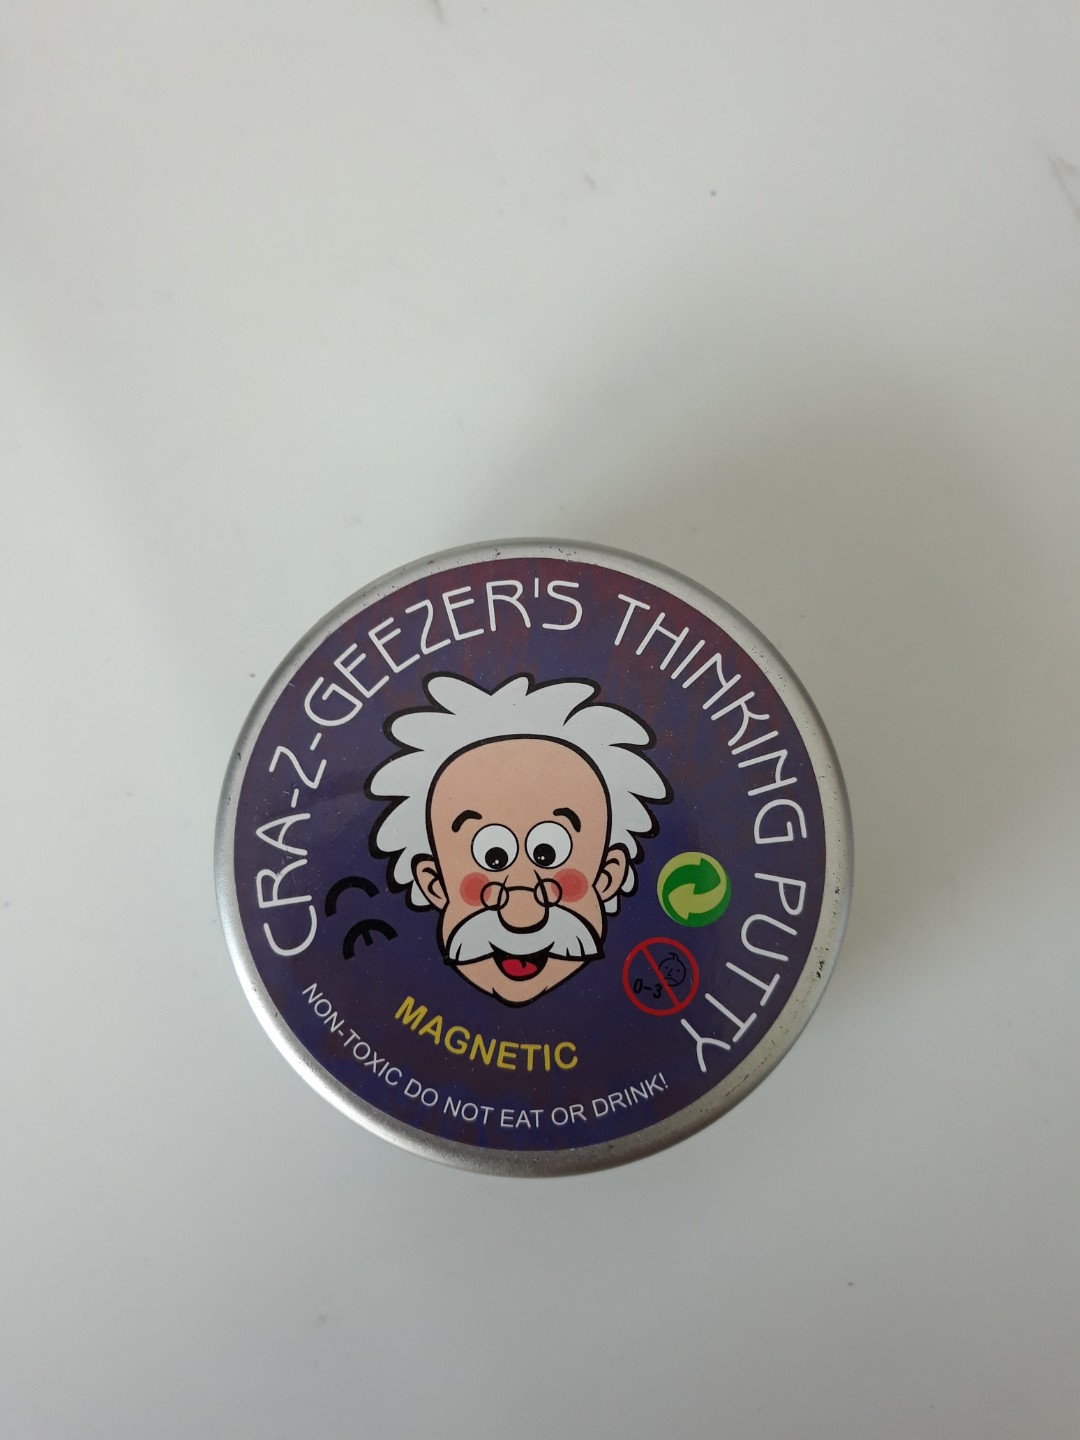 CRA-Z-GEEZER'S THINKING PUTTY
CE
0-3
MAGNETIC
NON-TOXIC DO NOT EAT OR DRINK!